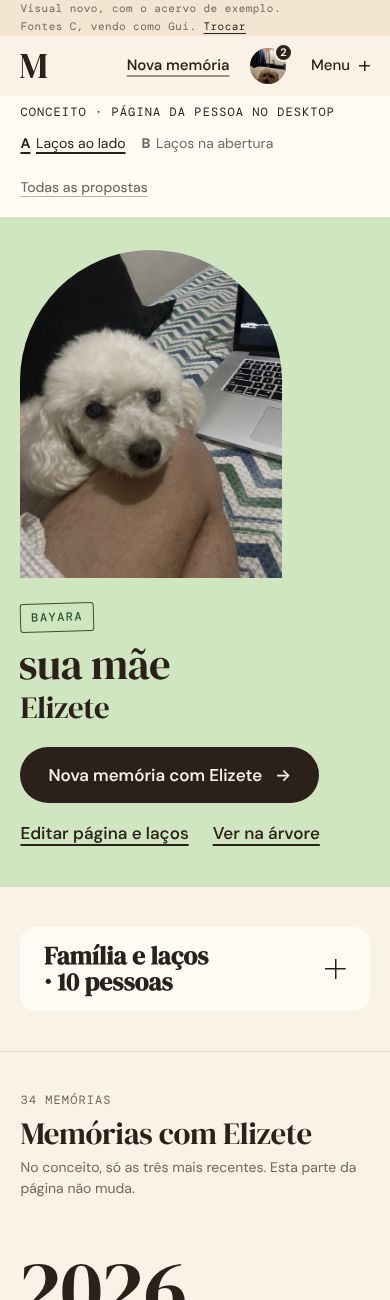 Visual novo, com o acervo de exemplo.
Fontes C, vendo como Gui. Trocar
M
Nova memória
2
Menu +
CONCEITO · PÁGINA DA PESSOA NO DESKTOP
A Laços ao lado
B Laços na abertura
Todas as propostas
BAYARA
sua mãe
Elizete
Nova memória com Elizete →
Editar página e laços
Ver na árvore
Família e laços
· 10 pessoas
34 MEMÓRIAS
Memórias com Elizete
No conceito, só as três mais recentes. Esta parte da
página não muda.
2026